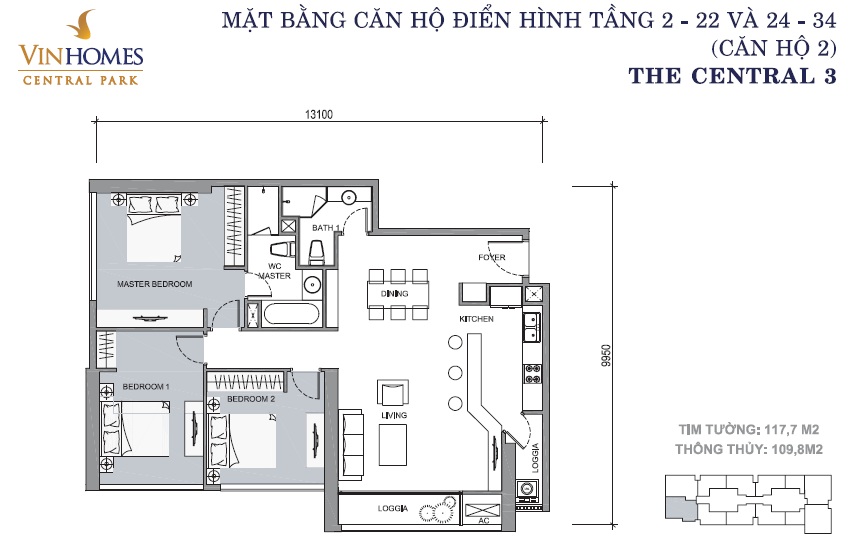 VINHOMES
CENTRAL PARK
MẶT BẰNG CĂN HỘ ĐIỂN HÌNH TẦNG 2 - 22 VÀ 24 - 34
(CĂN HỘ 2)
THE CENTRAL 3
13100
BATH 1
FOYER
WC
MASTER
MASTER BEDROOM
DINING
KITCHEN
9950
BEDROOM 1
BEDROOM 2
LIVING
LOGGIA
TIM TƯỜNG: 117,7 M2
THÔNG THỦY: 109,8M2
LOGGIA
AC